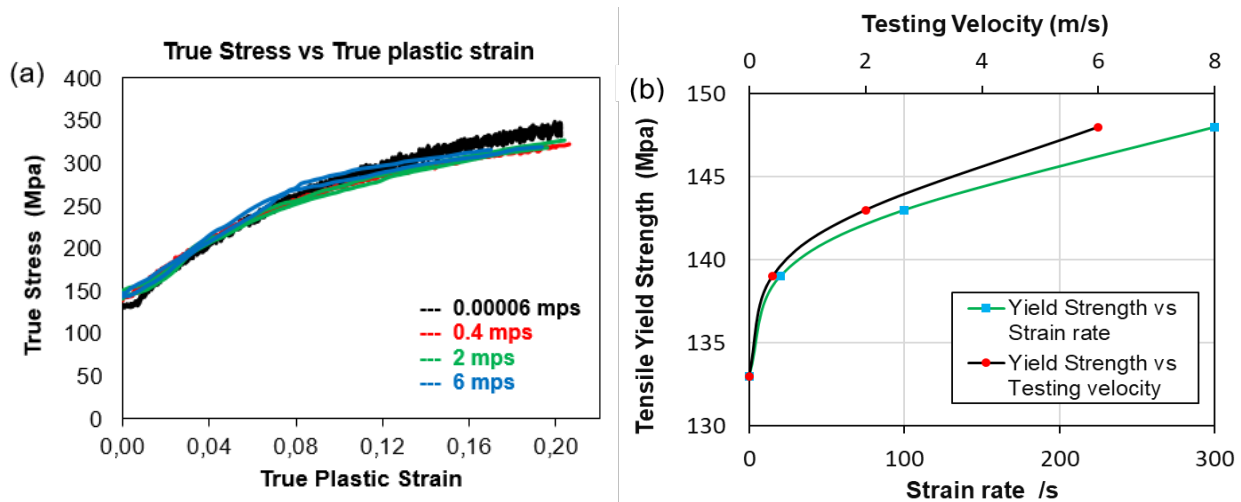 (a)
True Stress vs True plastic strain
400
350
300
250
200
150
100
50
0
True Stress (Mpa)
0,00 0,04 0,08 0,12 0,16 0,20
True Plastic Strain
--- 0.00006 mps
--- 0.4 mps
--- 2 mps
--- 6 mps
(b)
Testing Velocity (m/s)
0 2 4 6 8
150
145
140
135
130
Tensile Yield Strength (Mpa)
Yield Strength vs
Strain rate
Yield Strength vs
Testing velocity
0 100 200 300
Strain rate /s